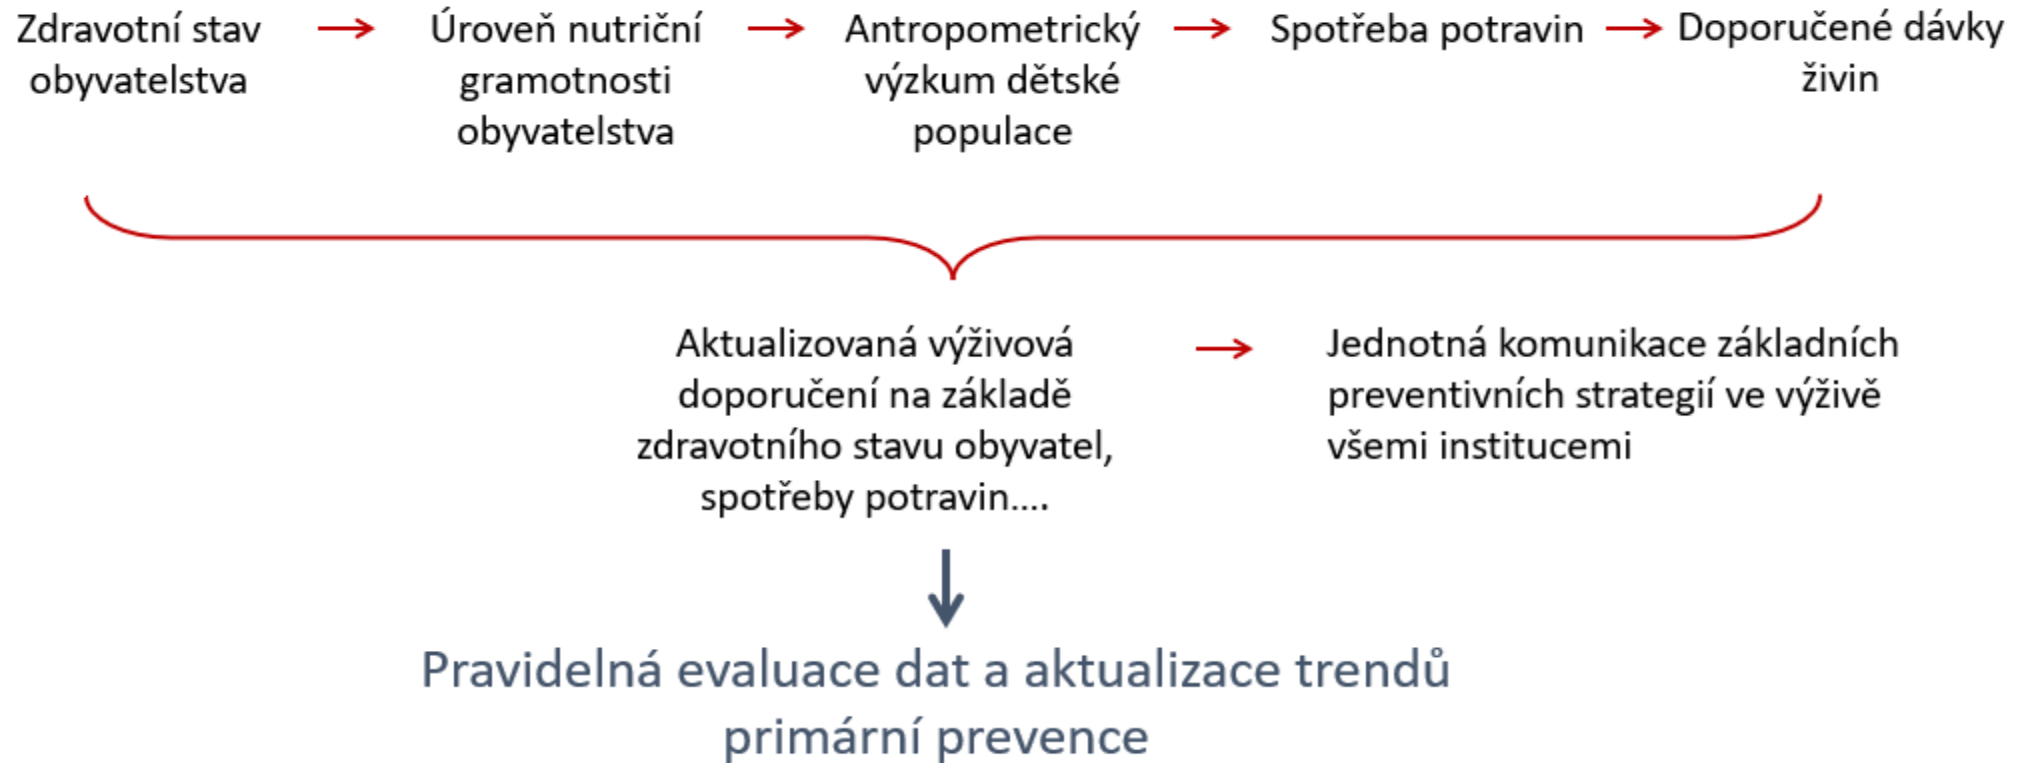 Zdravotní stav
obyvatelstva
Úroveň nutriční
gramotnosti
obyvatelstva
Antropometrický
výzkum dětské
populace
Spotřeba potravin
Doporučené dávky
živin
Aktualizovaná výživová
doporučení na základě
zdravotního stavu obyvatel,
spotřeby potravin....
Jednotná komunikace základních
preventivních strategií ve výživě
všemi institucemi
Pravidelná evaluace dat a aktualizace trendů
primární prevence